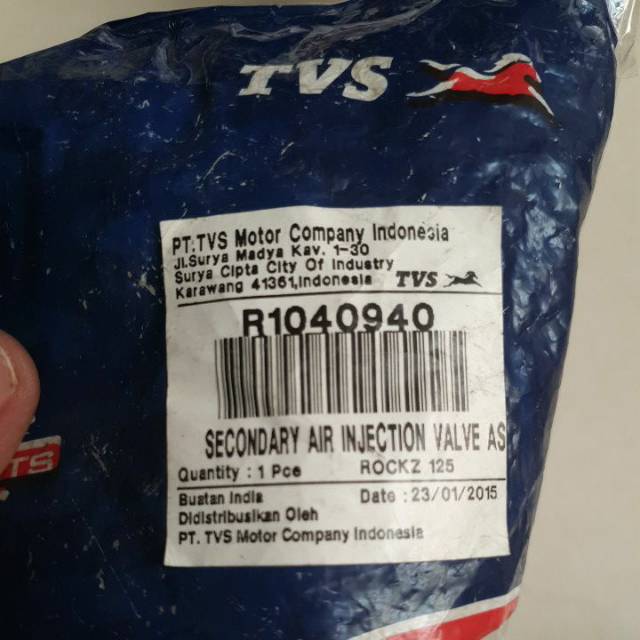 TVS
PT.TVS Motor Company Indonesia
Jl.Surya Madya Kav. 1-30
Surya Cipta City Of Industry
Karawang 41361,Indonesia TVS
R1040940
SECONDARY AIR INJECTION VALVE AS
Quantity : 1 Pce ROCKZ 125
Buatan India Date : 23/01/2015
Didistribusikan Oleh
PT. TVS Motor Company Indonesia